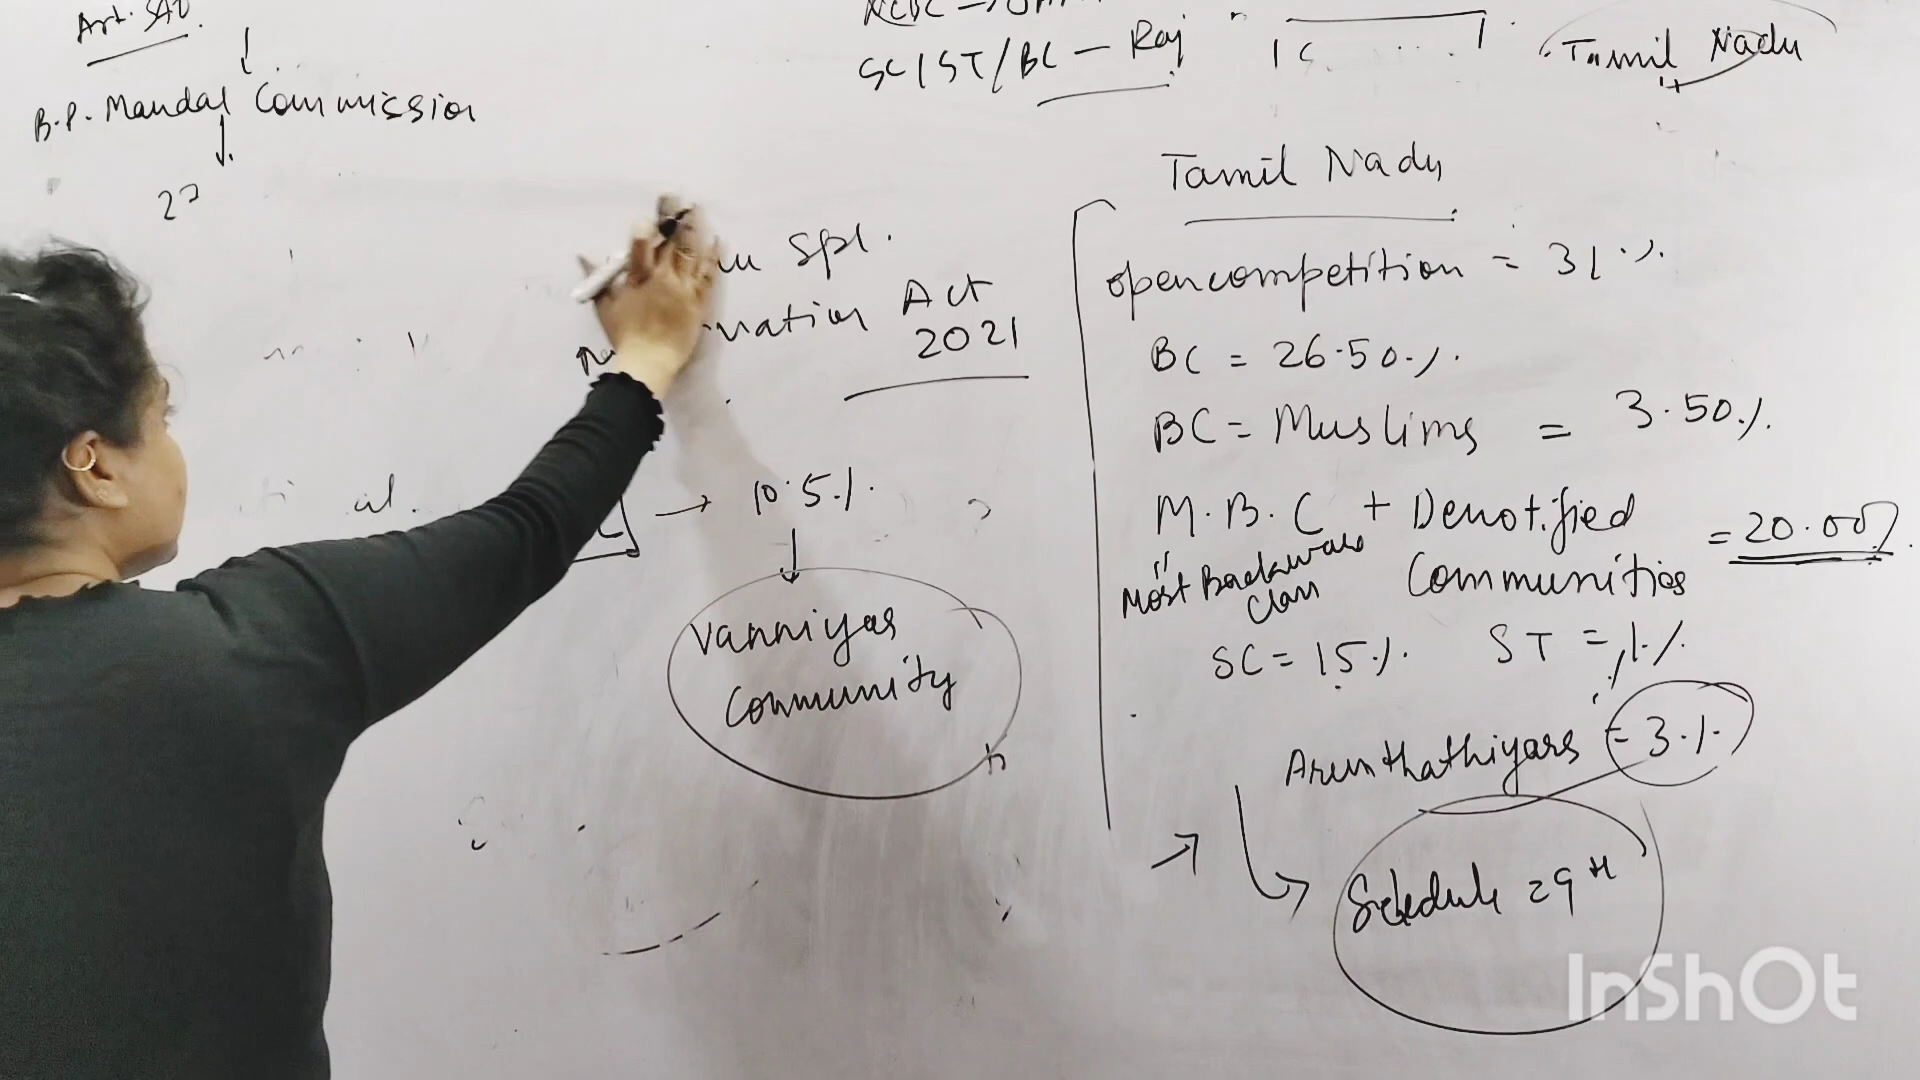 Art. 340.
B.P. Mandal Commission
27
SC/ST/BC – Raj
Tamil Nadu
Spl.
Act
2021
→ 10.5%
Vanniyas
Community
Tamil Nadu
opencompetition = 31%
BC = 26.50%
BC = Muslims = 3.50%
M.B.C + Denotified Communities = 20.00%
Most Backward Class
SC = 15% ST = 1%
Arunthathiyars = 3%
Schedule 29
InShOt